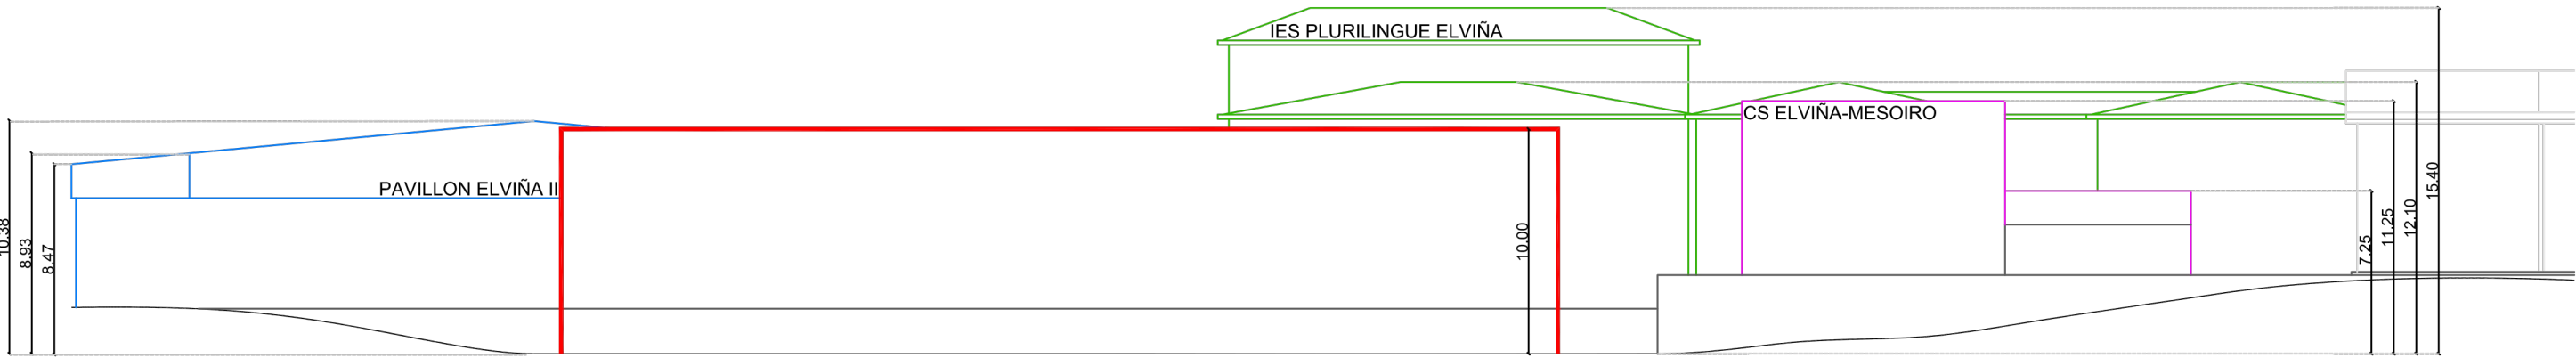 IES PLURILINGUE ELVIÑA
CS ELVIÑA-MESOIRO
PAVILLON ELVIÑA II
10.38
8.93
8.47
10.00
7.25
11.25
12.10
15.40